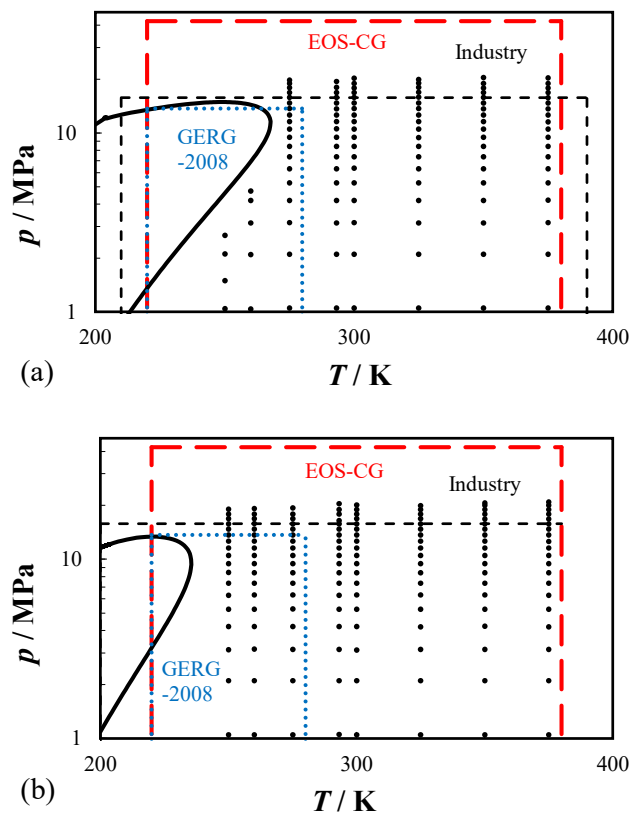 EOS-CG
Industry
10
GERG
-2008
p / MPa
1
200
300
400
(a)
T / K
EOS-CG
Industry
10
p / MPa
GERG
-2008
1
200
300
400
(b)
T / K